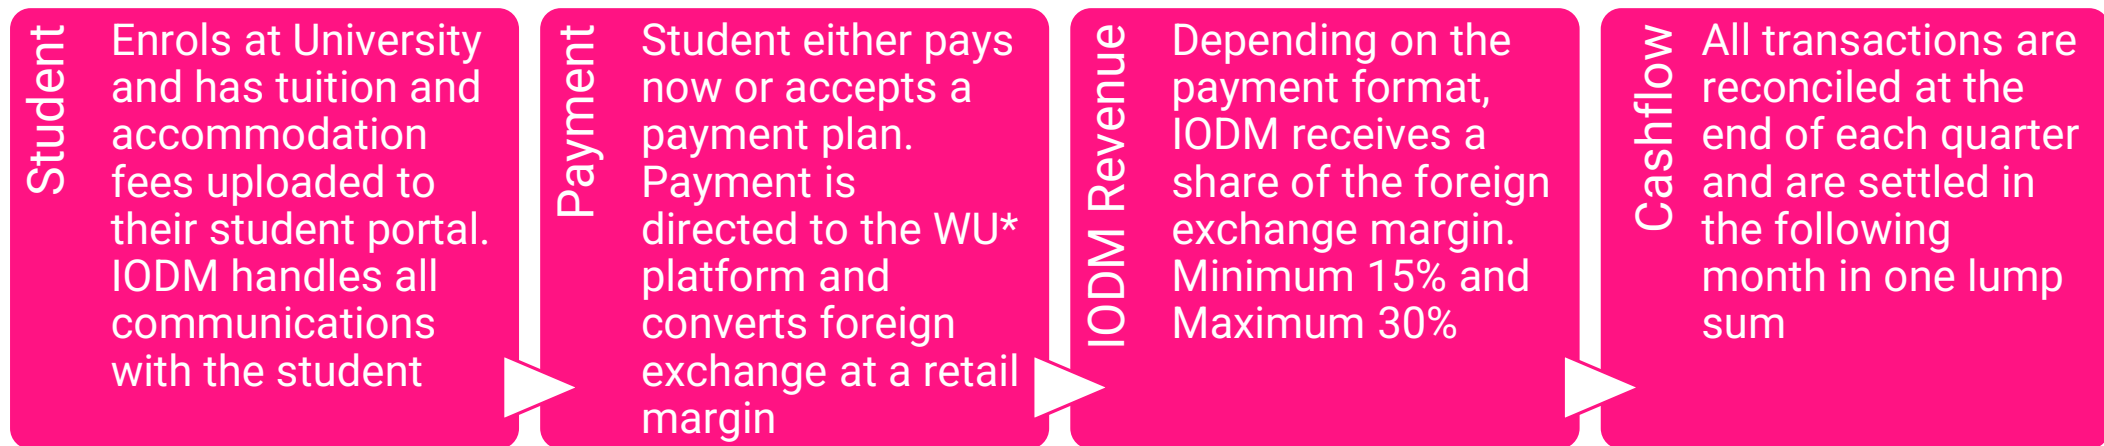 Student
Enrols at University
and has tuition and
accommodation
fees uploaded to
their student portal.
IODM handles all
communications
with the student
Payment
Student either pays
now or accepts a
payment plan.
Payment is
directed to the WU*
platform and
converts foreign
exchange at a retail
margin
IODM Revenue
Depending on the
payment format,
IODM receives a
share of the foreign
exchange margin.
Minimum 15% and
Maximum 30%
Cashflow
All transactions are
reconciled at the
end of each quarter
and are settled in
the following
month in one lump
sum